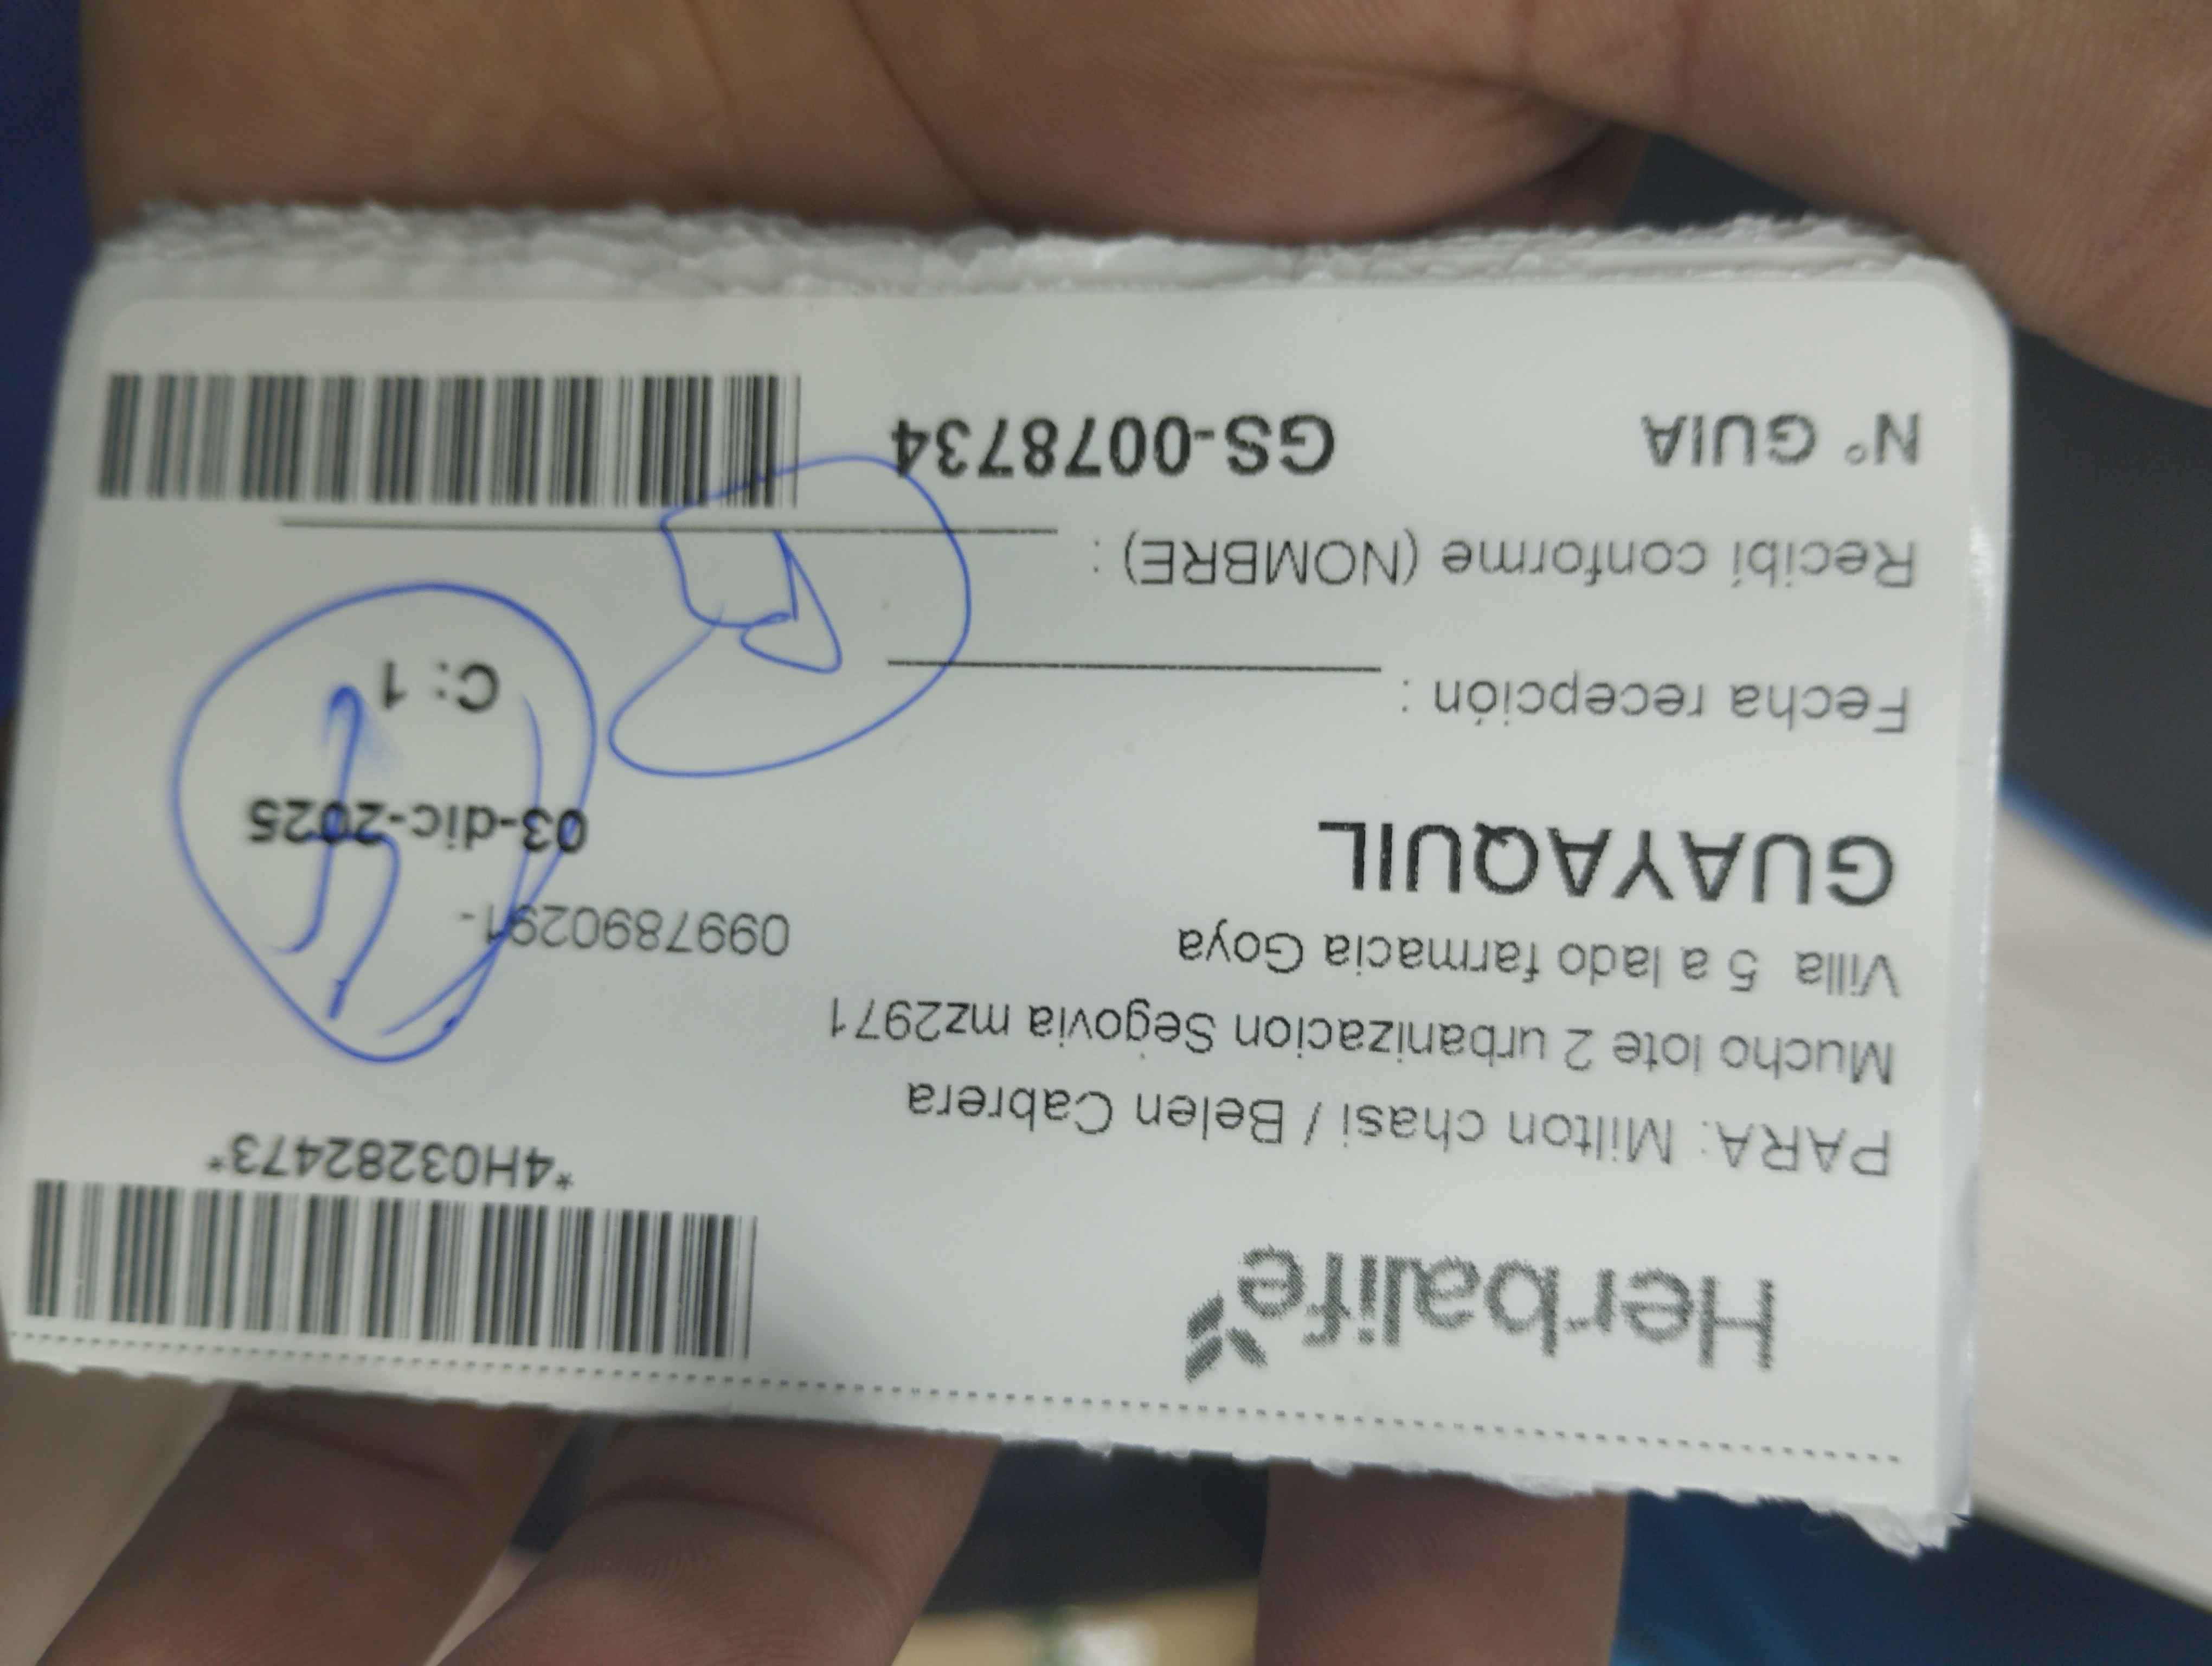 Herbalife
*4H03282473*
PARA: Milton chasi / Belen Cabrera
Mucho lote 2 urbanizacion Segovia mz2971
Villa 5 a lado farmacia Goya
0997890291-
GUAYAQUIL
03-dic-2025
Fecha recepción :
C: 1
Recibí conforme (NOMBRE) :
N° GUIA GS-0078734